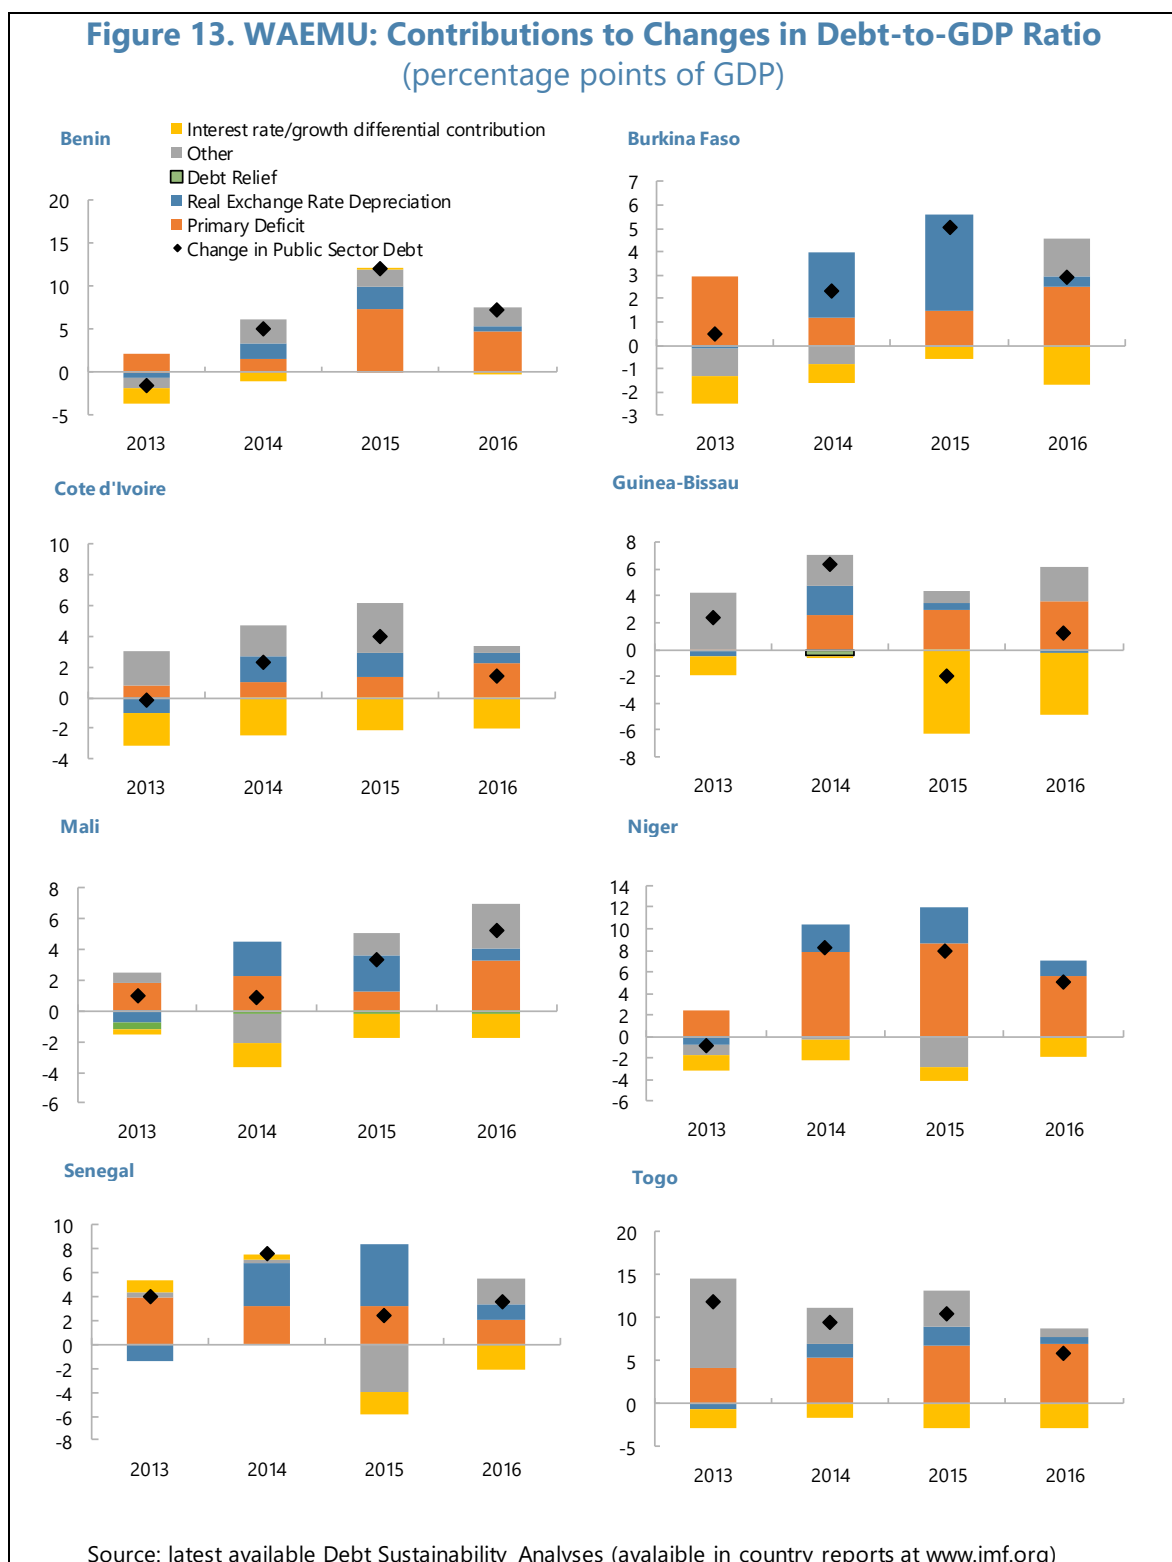 Figure 13. WAEMU: Contributions to Changes in Debt-to-GDP Ratio
(percentage points of GDP)
Benin
Interest rate/growth differential contribution
Other
Debt Relief
Real Exchange Rate Depreciation
Primary Deficit
Change in Public Sector Debt
20
15
10
5
0
-5
2013 2014 2015 2016
Burkina Faso
7
6
5
4
3
2
1
0
-1
-2
-3
2013 2014 2015 2016
Cote d'Ivoire
10
8
6
4
2
0
-2
-4
2013 2014 2015 2016
Guinea-Bissau
8
6
4
2
0
-2
-4
-6
-8
2013 2014 2015 2016
Mali
8
6
4
2
0
-2
-4
-6
2013 2014 2015 2016
Niger
14
12
10
8
6
4
2
0
-2
-4
-6
2013 2014 2015 2016
Senegal
10
8
6
4
2
0
-2
-4
-6
-8
2013 2014 2015 2016
Togo
20
15
10
5
0
-5
2013 2014 2015 2016
Source: latest available Debt Sustainability Analyses (avalaible in country reports at www.imf.org)